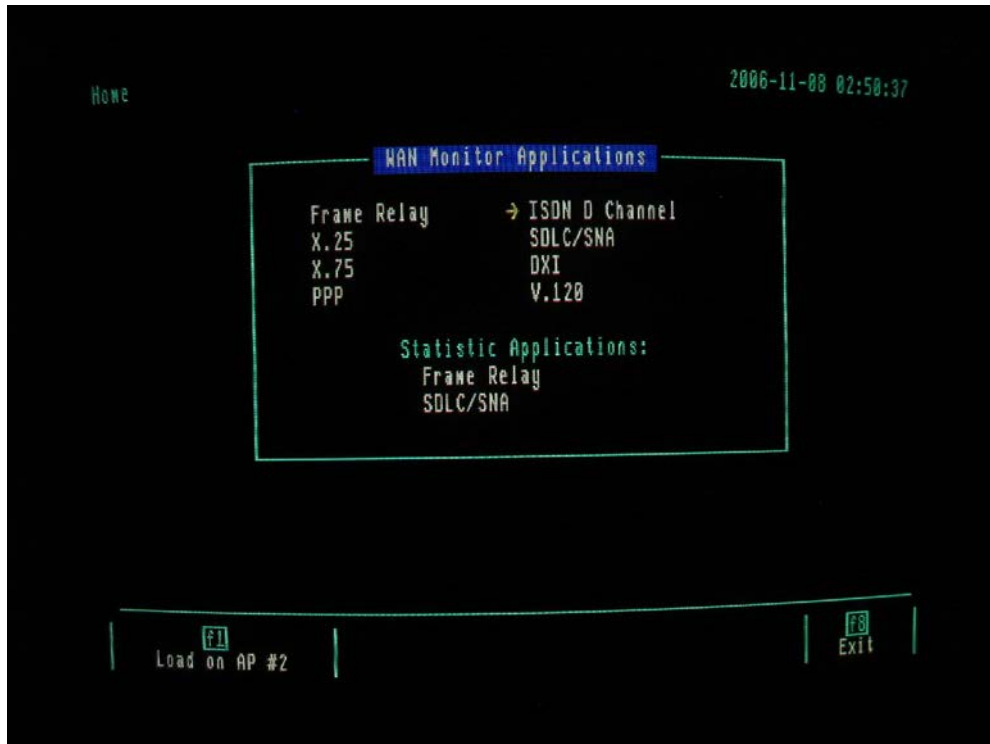 Home
2006-11-08 02:50:37
WAN Monitor Applications
Frame Relay → ISDN D Channel
X.25 SDLC/SNA
X.75 DXI
PPP V.120
Statistic Applications:
Frame Relay
SDLC/SNA
f1
Load on AP #2
f8
Exit